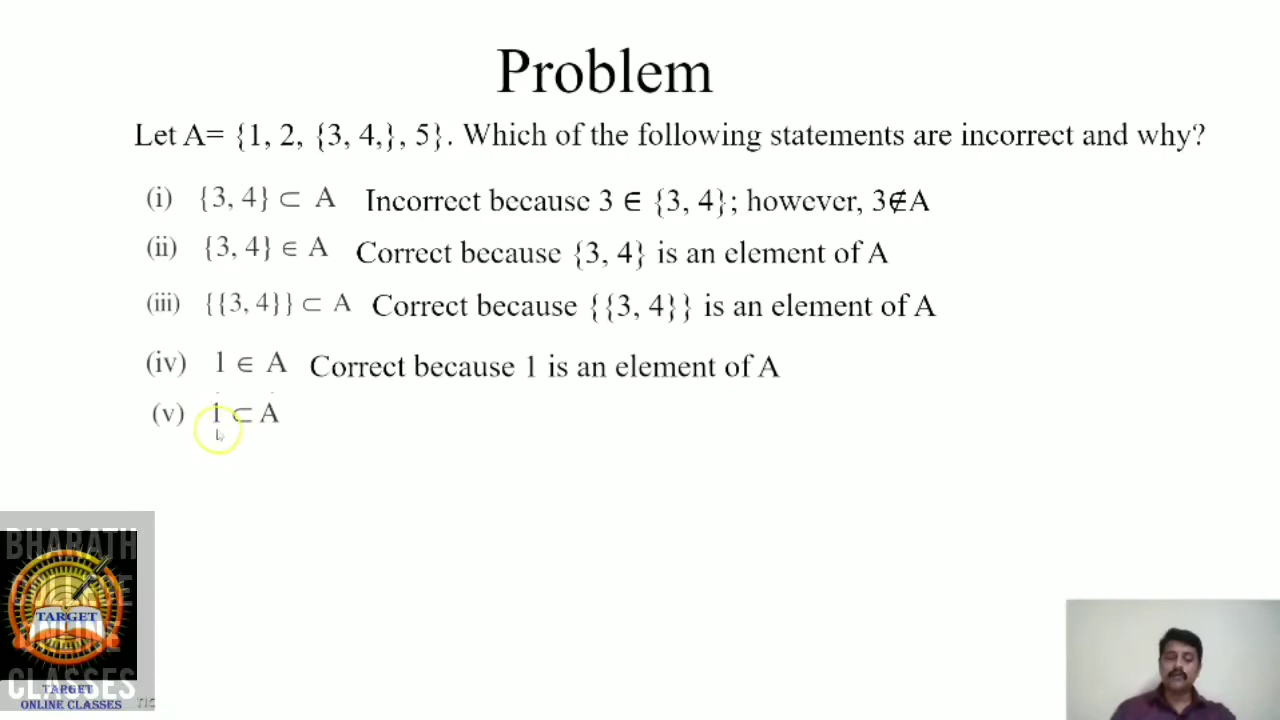 Problem
Let A= {1, 2, {3, 4,}, 5}. Which of the following statements are incorrect and why?
(i) {3, 4} ⊂ A Incorrect because 3 ∈ {3, 4}; however, 3∉A
(ii) {3, 4} ∈ A Correct because {3, 4} is an element of A
(iii) {{3, 4}} ⊂ A Correct because {{3, 4}} is an element of A
(iv) 1 ∈ A Correct because 1 is an element of A
(v) 1 ⊂ A
BHARATH
ONLINE
CLASSES
TARGET
TARGET
ONLINE CLASSES